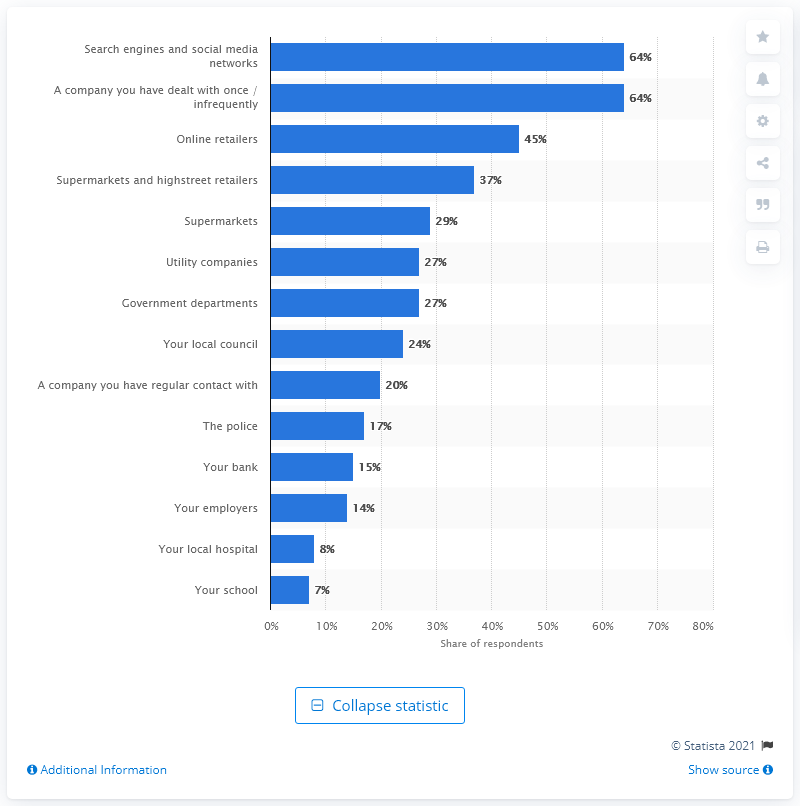 Search engines and social media
networks
64%
A company you have dealt with once /
infrequently
64%
Online retailers
45%
Supermarkets and highstreet retailers
37%
Supermarkets
29%
Utility companies
27%
Government departments
27%
Your local council
24%
A company you have regular contact with
20%
The police
17%
Your bank
15%
Your employers
14%
Your local hospital
8%
Your school
7%
0% 10% 20% 30% 40% 50% 60% 70% 80%
Share of respondents
Collapse statistic
© Statista 2021
Additional Information
Show source